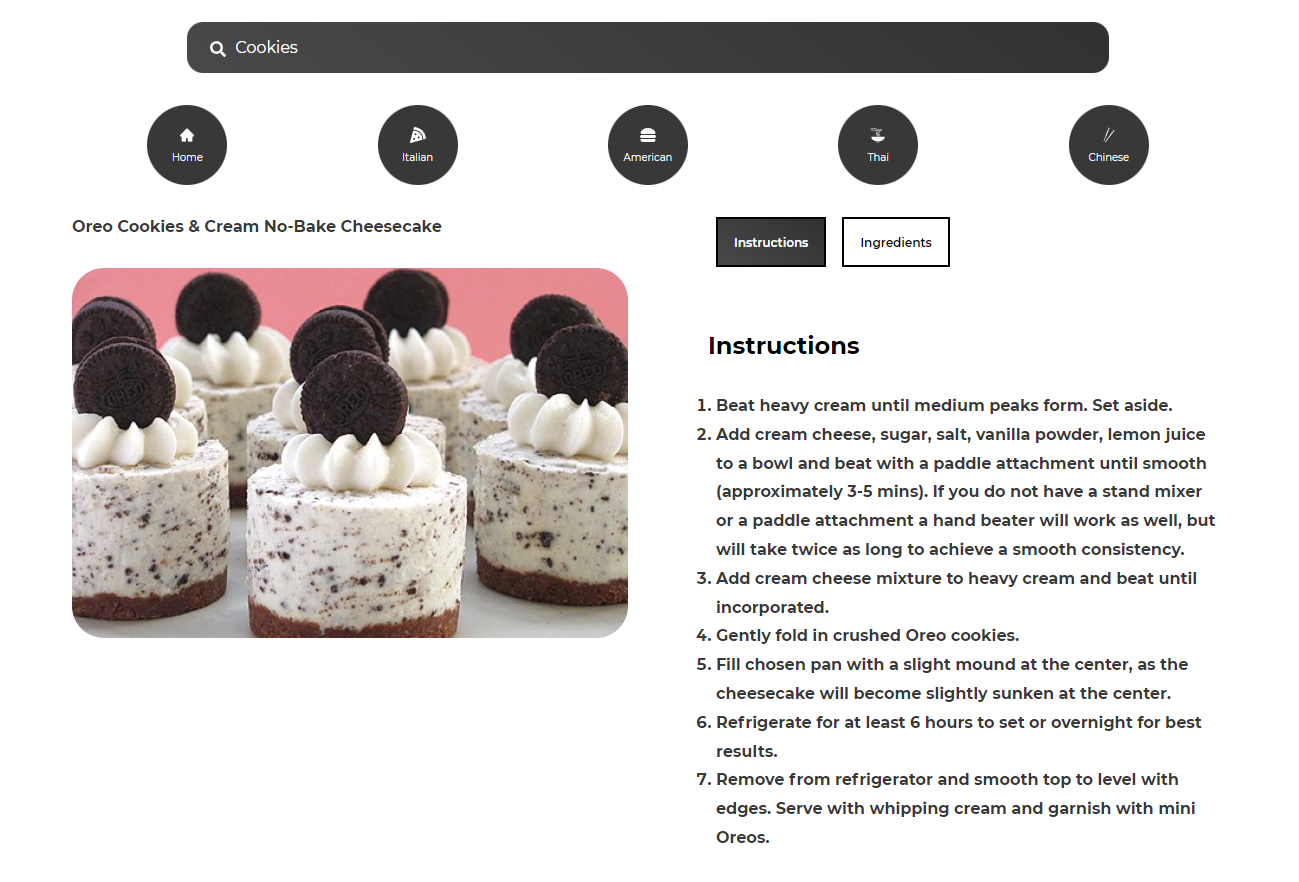 Cookies
Home
Italian
American
Thai
Chinese
Oreo Cookies & Cream No-Bake Cheesecake
Instructions
Ingredients
Instructions
1. Beat heavy cream until medium peaks form. Set aside.
2. Add cream cheese, sugar, salt, vanilla powder, lemon juice
to a bowl and beat with a paddle attachment until smooth
(approximately 3-5 mins). If you do not have a stand mixer
or a paddle attachment a hand beater will work as well, but
will take twice as long to achieve a smooth consistency.
3. Add cream cheese mixture to heavy cream and beat until
incorporated.
4. Gently fold in crushed Oreo cookies.
5. Fill chosen pan with a slight mound at the center, as the
cheesecake will become slightly sunken at the center.
6. Refrigerate for at least 6 hours to set or overnight for best
results.
7. Remove from refrigerator and smooth top to level with
edges. Serve with whipping cream and garnish with mini
Oreos.
OREO
OREO
OREO